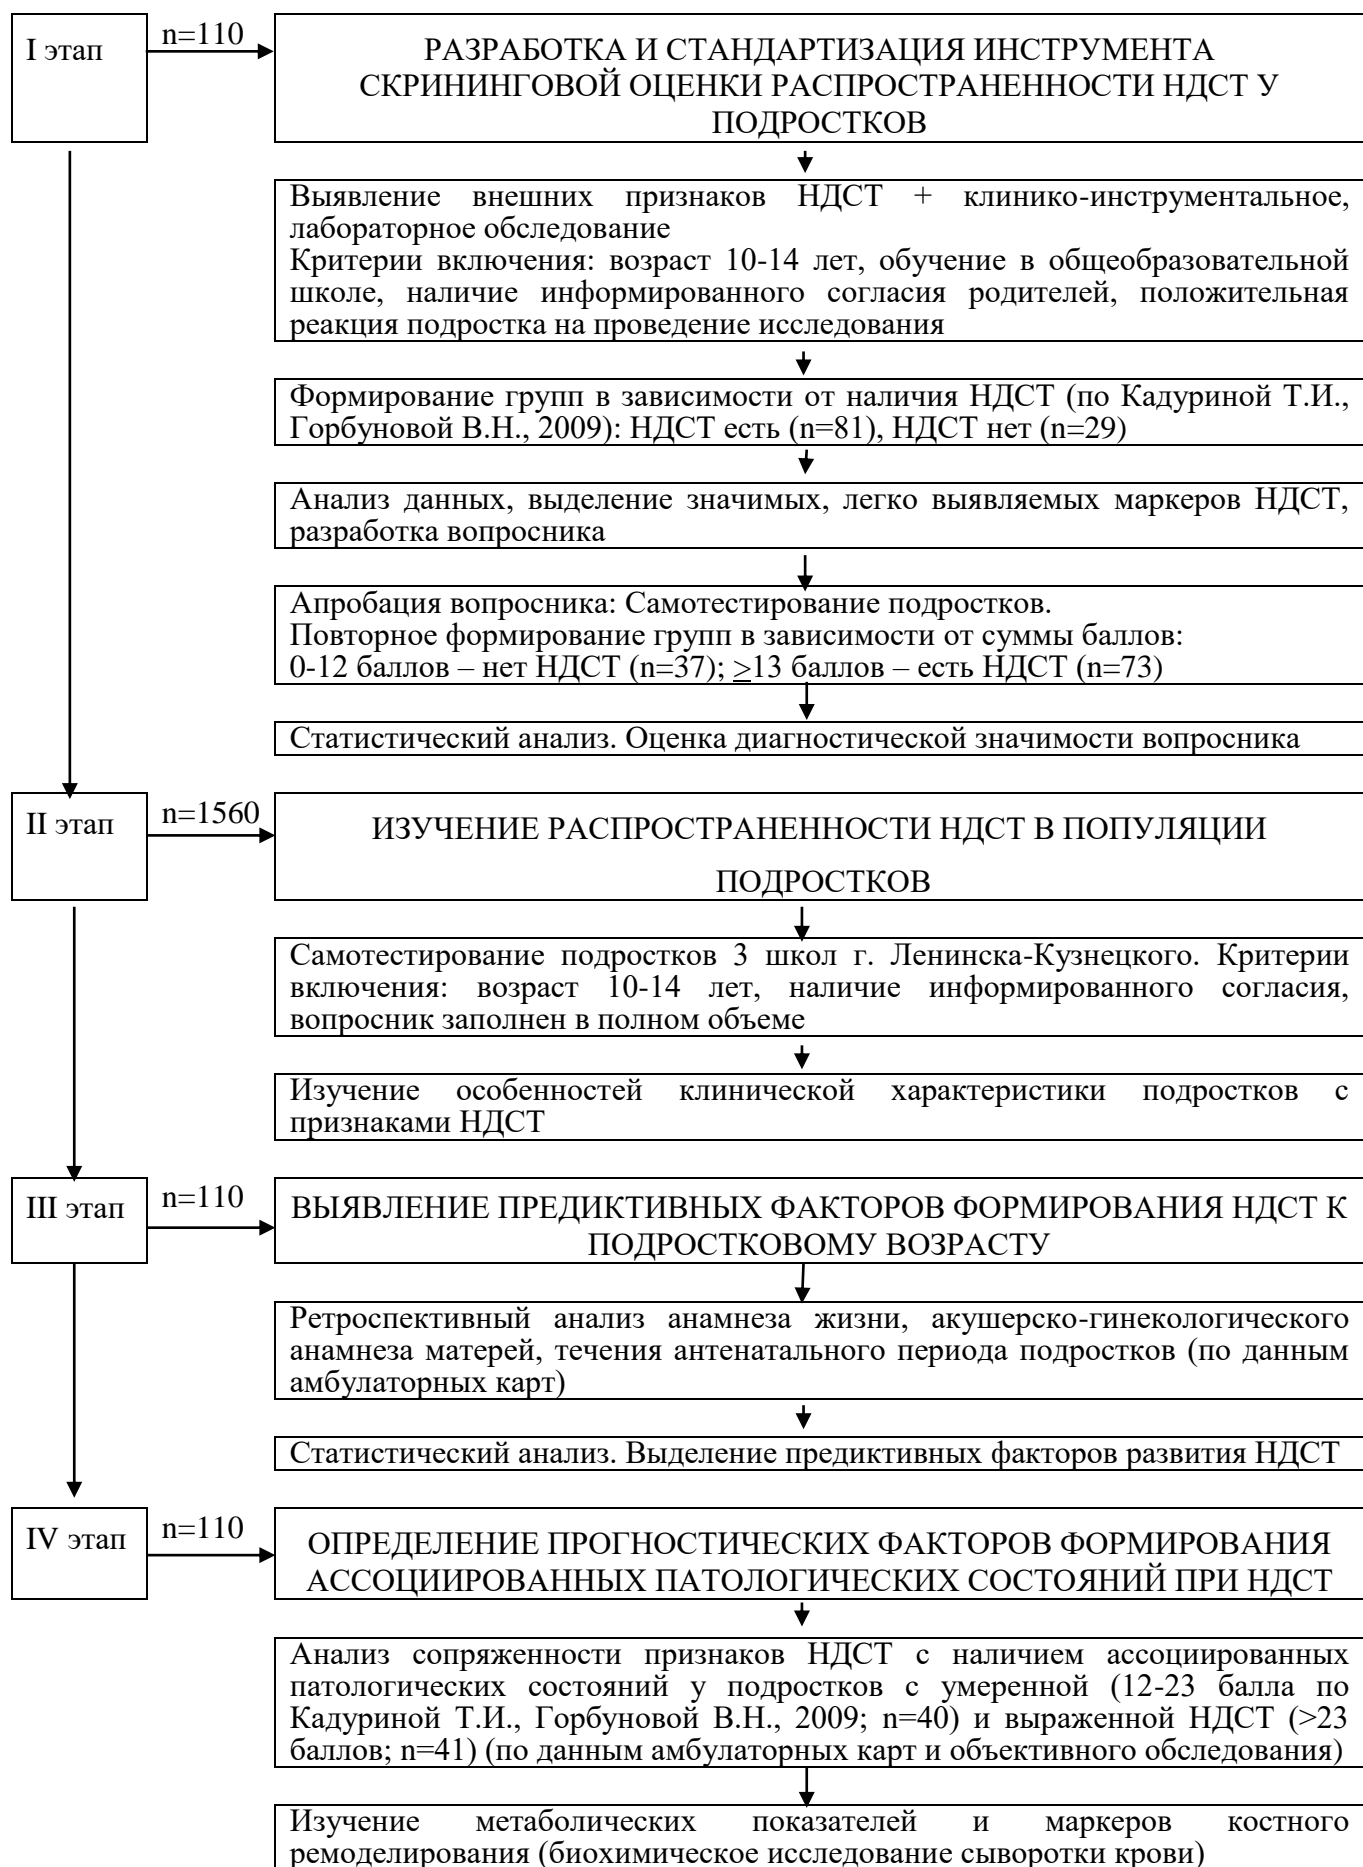 I этап
n=110
РАЗРАБОТКА И СТАНДАРТИЗАЦИЯ ИНСТРУМЕНТА
СКРИНИНГОВОЙ ОЦЕНКИ РАСПРОСТРАНЕННОСТИ НДСТ У
ПОДРОСТКОВ
Выявление внешних признаков НДСТ + клинико-инструментальное,
лабораторное обследование
Критерии включения: возраст 10-14 лет, обучение в общеобразовательной
школе, наличие информированного согласия родителей, положительная
реакция подростка на проведение исследования
Формирование групп в зависимости от наличия НДСТ (по Кадуриной Т.И.,
Горбуновой В.Н., 2009): НДСТ есть (n=81), НДСТ нет (n=29)
Анализ данных, выделение значимых, легко выявляемых маркеров НДСТ,
разработка вопросника
Апробация вопросника: Самотестирование подростков.
Повторное формирование групп в зависимости от суммы баллов:
0-12 баллов – нет НДСТ (n=37); ≥13 баллов – есть НДСТ (n=73)
Статистический анализ. Оценка диагностической значимости вопросника
II этап
n=1560
ИЗУЧЕНИЕ РАСПРОСТРАНЕННОСТИ НДСТ В ПОПУЛЯЦИИ
ПОДРОСТКОВ
Самотестирование подростков 3 школ г. Ленинска-Кузнецкого. Критерии
включения: возраст 10-14 лет, наличие информированного согласия,
вопросник заполнен в полном объеме
Изучение особенностей клинической характеристики подростков с
признаками НДСТ
III этап
n=110
ВЫЯВЛЕНИЕ ПРЕДИКТИВНЫХ ФАКТОРОВ ФОРМИРОВАНИЯ НДСТ К
ПОДРОСТКОВОМУ ВОЗРАСТУ
Ретроспективный анализ анамнеза жизни, акушерско-гинекологического
анамнеза матерей, течения антенатального периода подростков (по данным
амбулаторных карт)
Статистический анализ. Выделение предиктивных факторов развития НДСТ
IV этап
n=110
ОПРЕДЕЛЕНИЕ ПРОГНОСТИЧЕСКИХ ФАКТОРОВ ФОРМИРОВАНИЯ
АССОЦИИРОВАННЫХ ПАТОЛОГИЧЕСКИХ СОСТОЯНИЙ ПРИ НДСТ
Анализ сопряженности признаков НДСТ с наличием ассоциированных
патологических состояний у подростков с умеренной (12-23 балла по
Кадуриной Т.И., Горбуновой В.Н., 2009; n=40) и выраженной НДСТ (>23
баллов; n=41) (по данным амбулаторных карт и объективного обследования)
Изучение метаболических показателей и маркеров костного
ремоделирования (биохимическое исследование сыворотки крови)